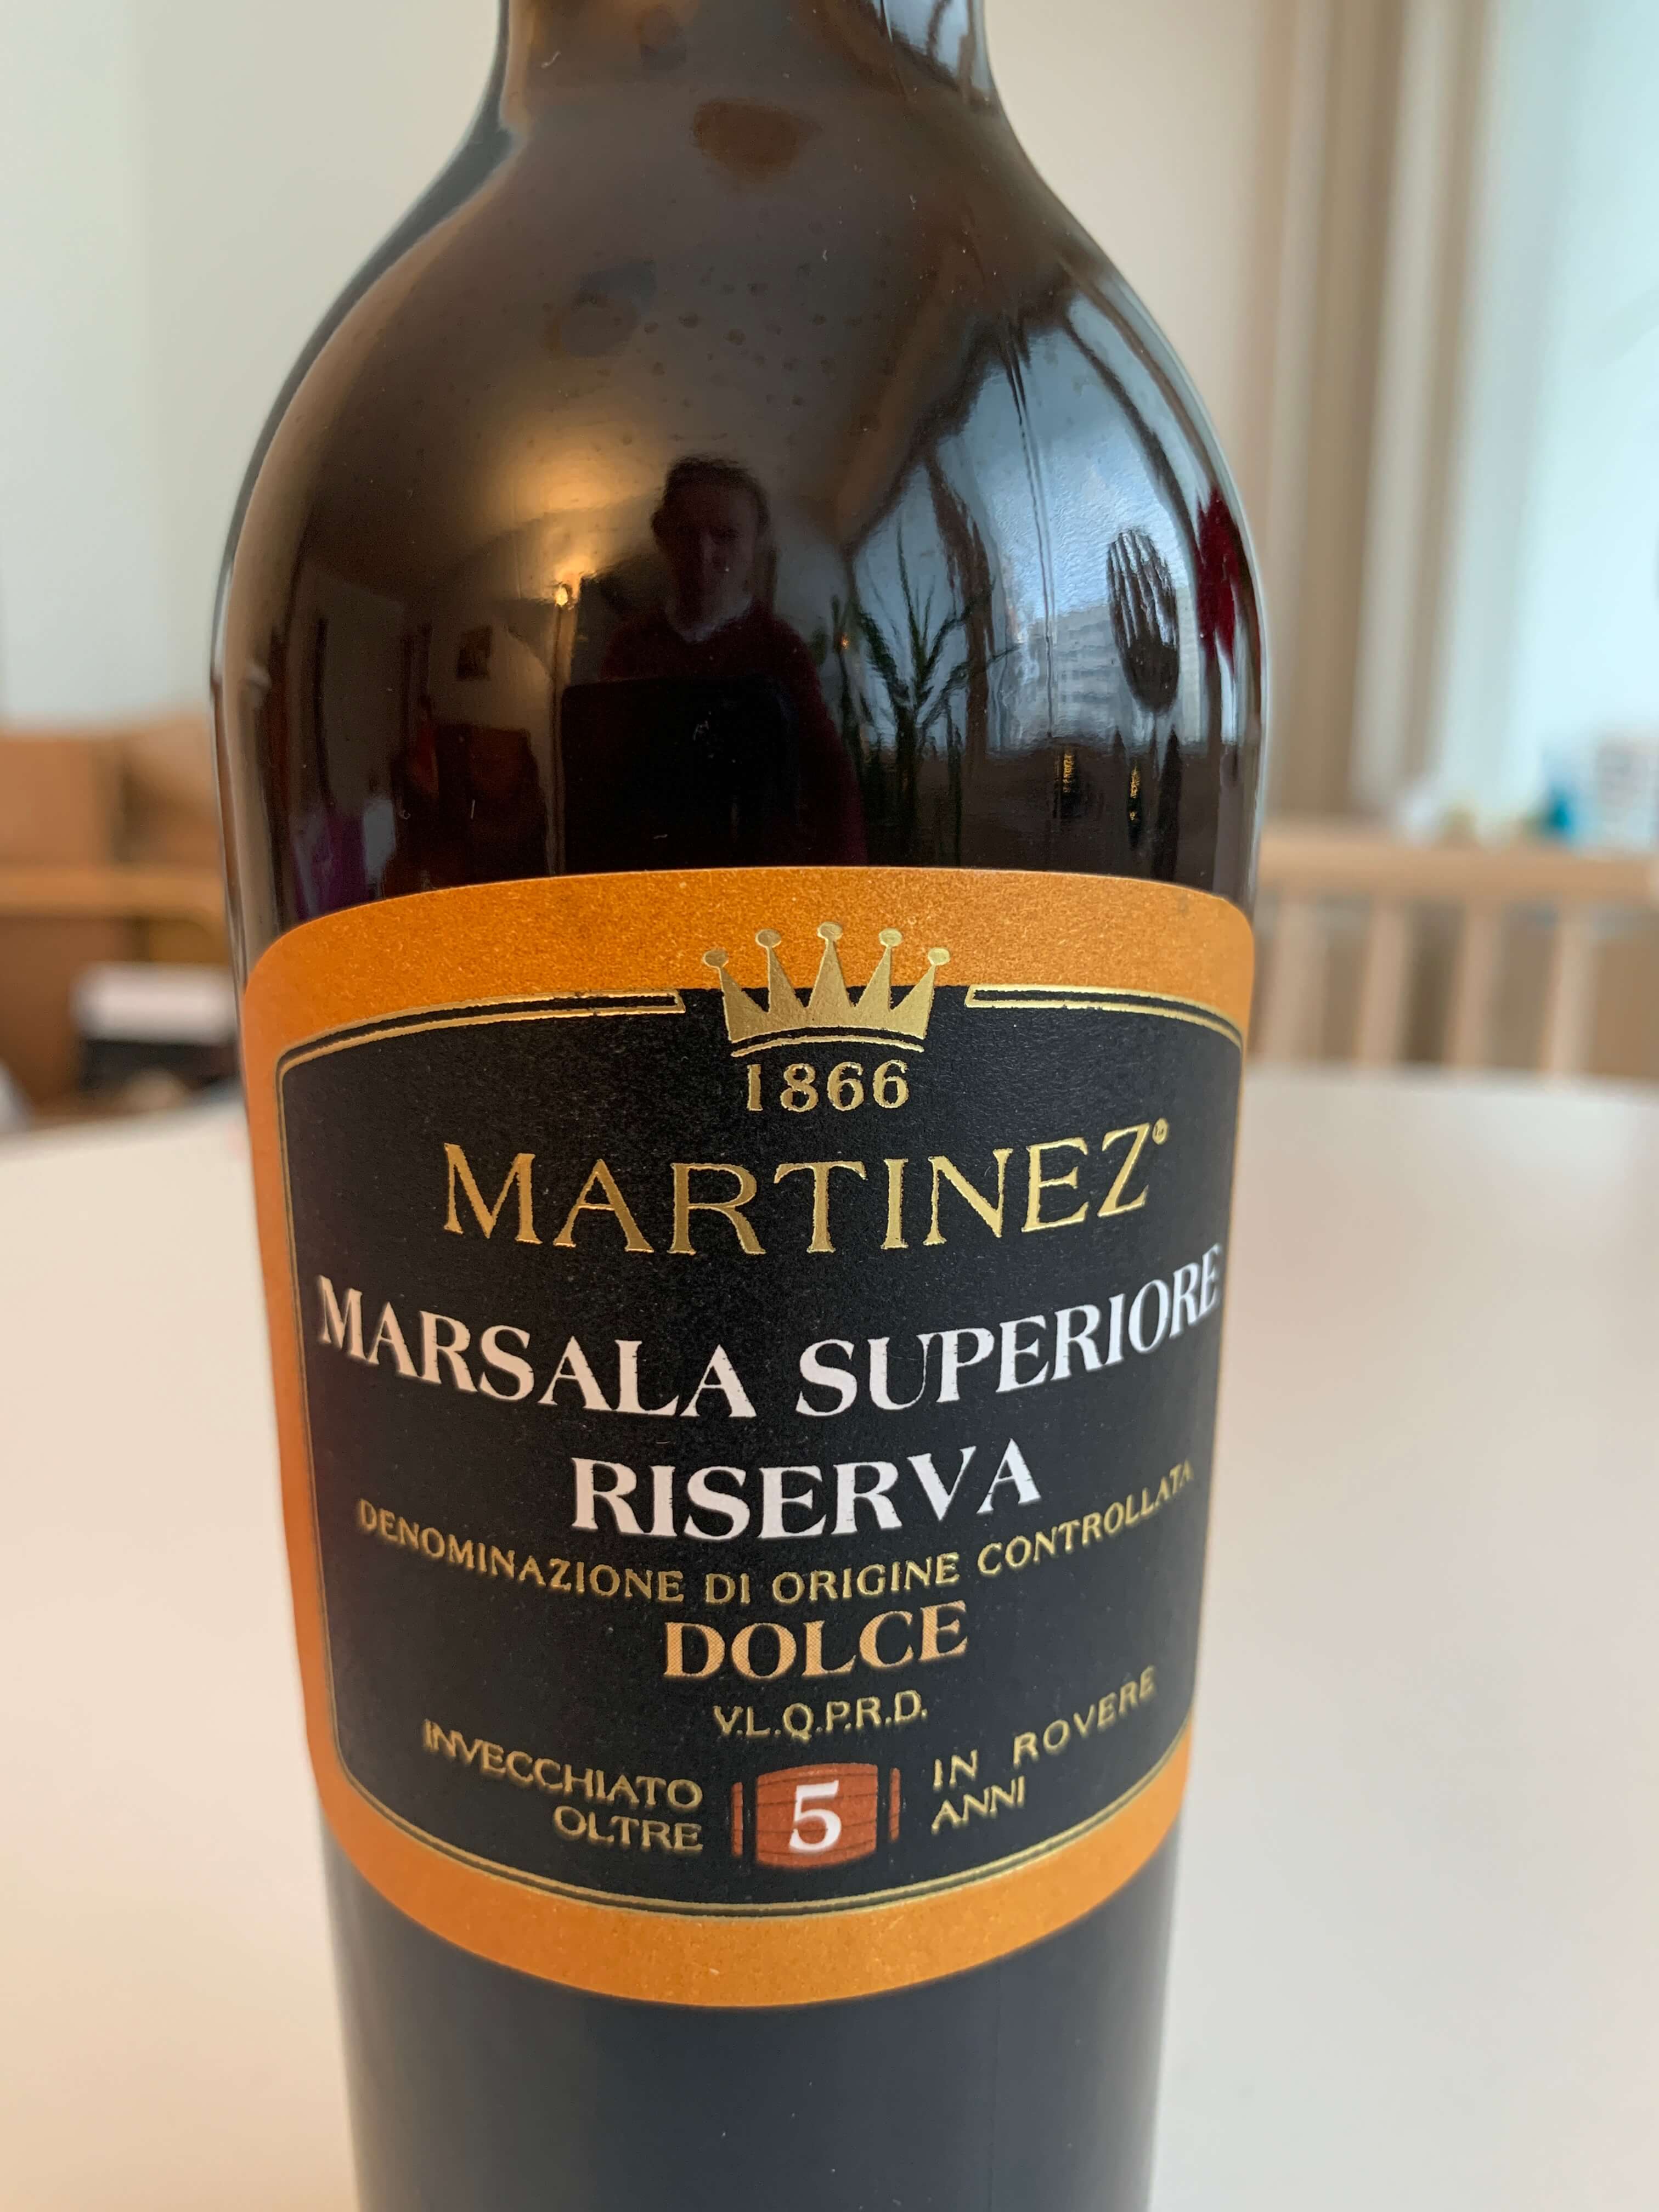 1866
MARTINEZ®
MARSALA SUPERIORE
RISERVA
DENOMINAZIONE DI ORIGINE CONTROLLATA
DOLCE
V.L.Q.P.R.D.
INVECCHIATO IN ROVERE
OLTRE 5 ANNI